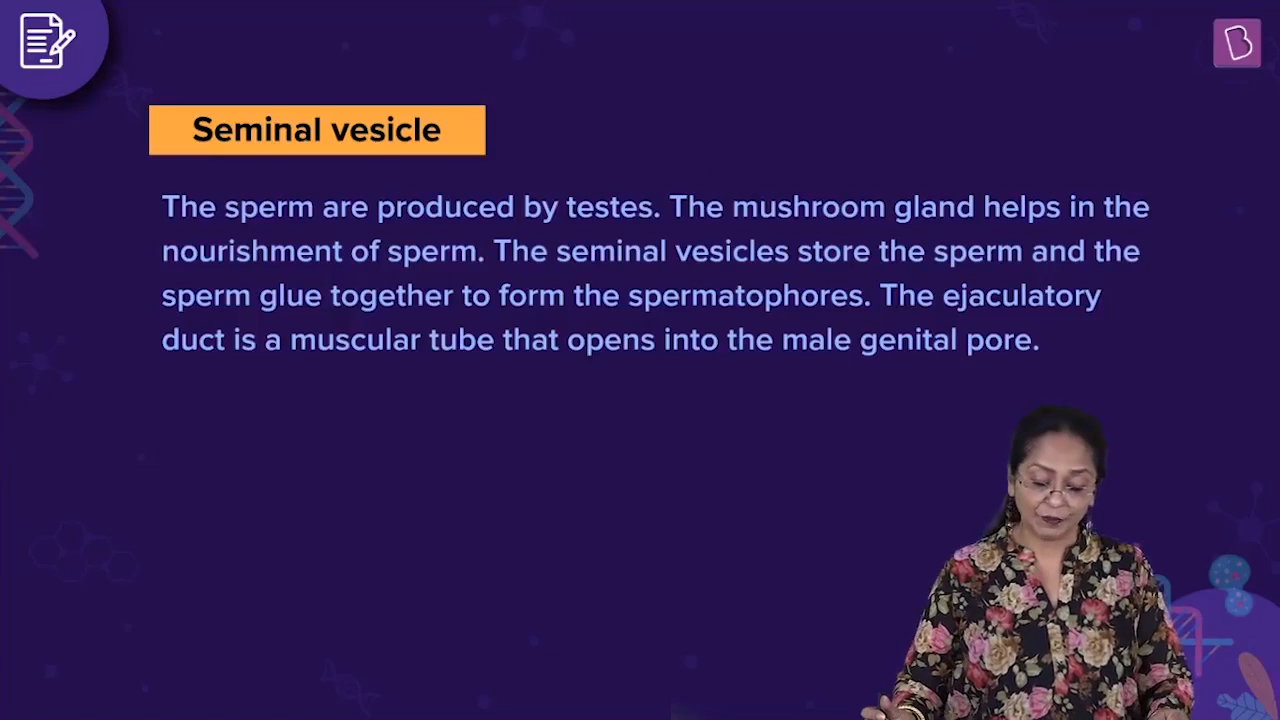 Seminal vesicle
The sperm are produced by testes. The mushroom gland helps in the
nourishment of sperm. The seminal vesicles store the sperm and the
sperm glue together to form the spermatophores. The ejaculatory
duct is a muscular tube that opens into the male genital pore.